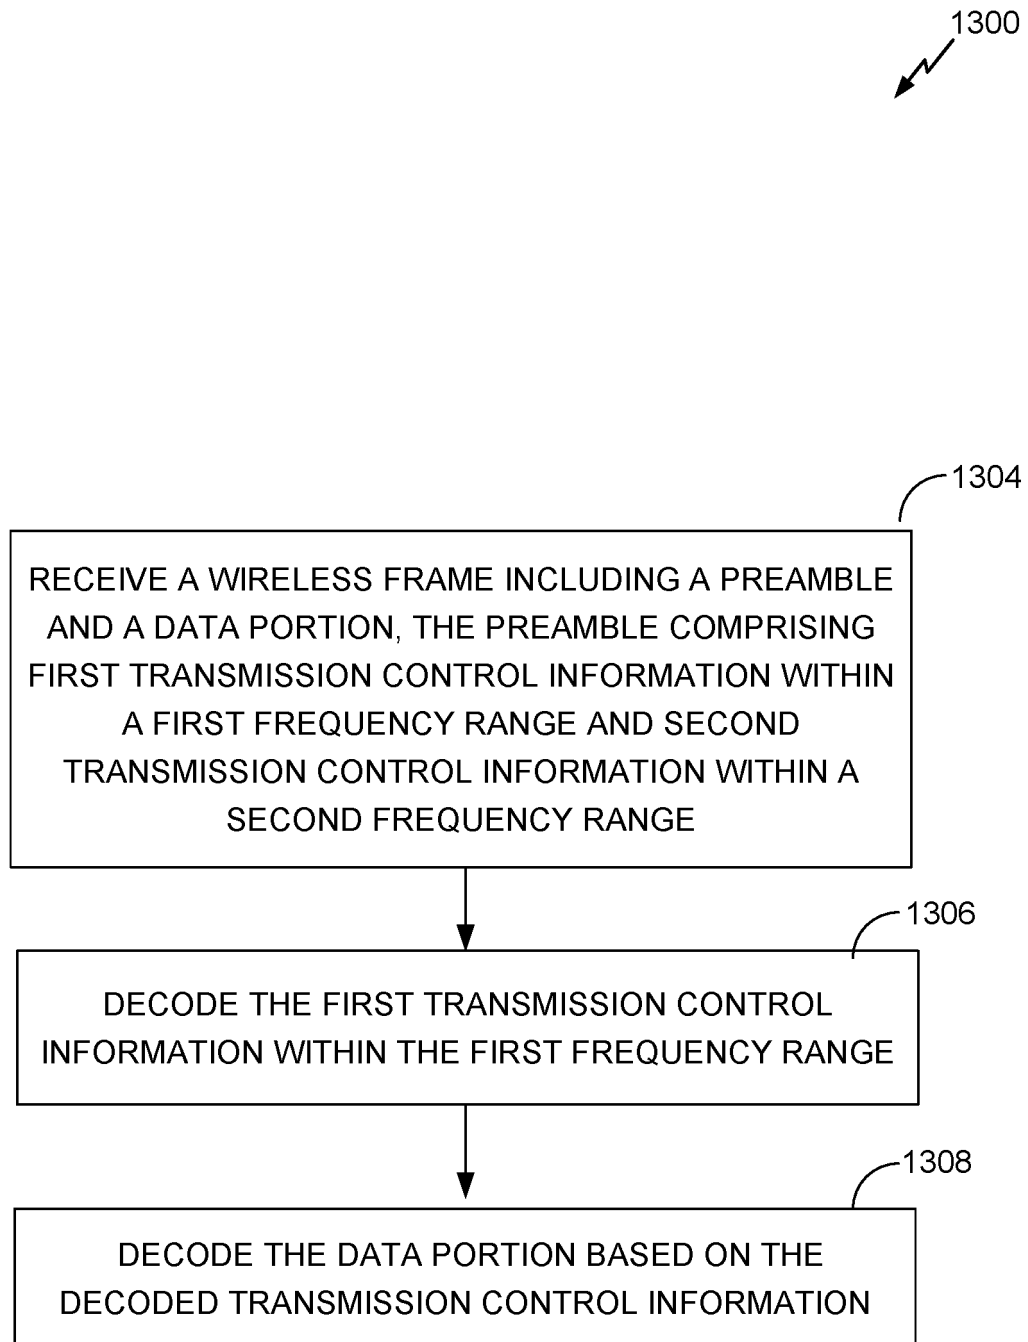 1300
1304
RECEIVE A WIRELESS FRAME INCLUDING A PREAMBLE
AND A DATA PORTION, THE PREAMBLE COMPRISING
FIRST TRANSMISSION CONTROL INFORMATION WITHIN
A FIRST FREQUENCY RANGE AND SECOND
TRANSMISSION CONTROL INFORMATION WITHIN A
SECOND FREQUENCY RANGE
1306
DECODE THE FIRST TRANSMISSION CONTROL
INFORMATION WITHIN THE FIRST FREQUENCY RANGE
1308
DECODE THE DATA PORTION BASED ON THE
DECODED TRANSMISSION CONTROL INFORMATION